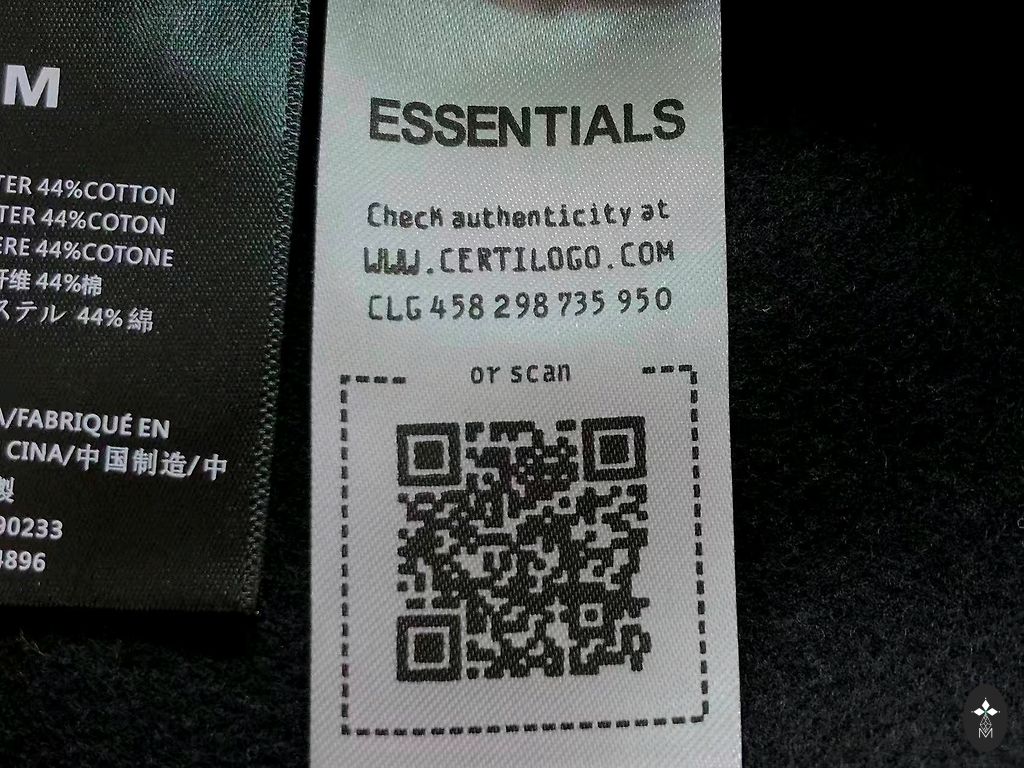 M
TER 44%COTTON
TER 44%COTON
ERE 44%COTONE
纤维 44%棉
ステル 44% 綿
A/FABRIQUÉ EN
CINA/中国制造/中
製
90233
4896
ESSENTIALS
Check authenticity at
WWW.CERTILOGO.COM
CLG 458 298 735 950
or scan
M